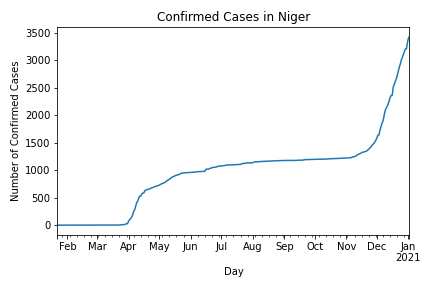 Confirmed Cases in Niger
Number of Confirmed Cases
3500
3000
2500
2000
1500
1000
500
0
Feb Mar Apr May Jun Jul Aug Sep Oct Nov Dec Jan
2021
Day